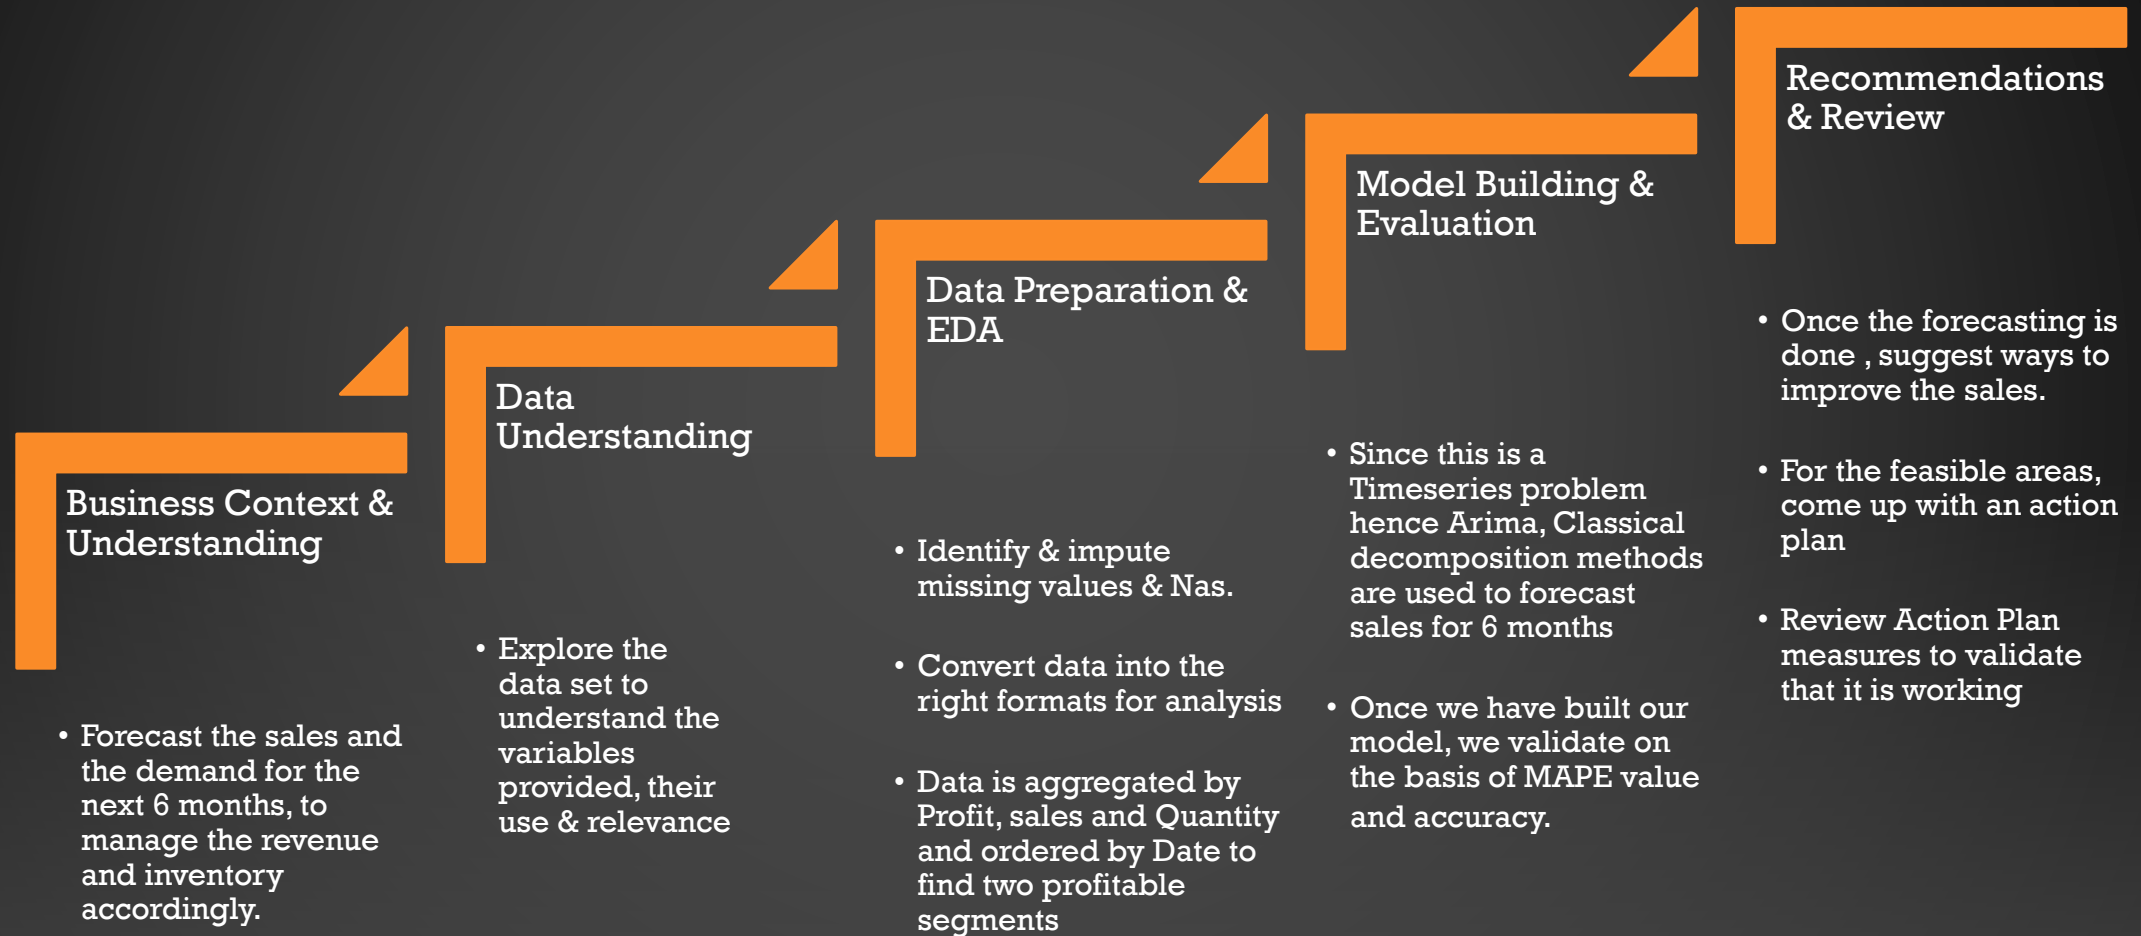 Business Context &
Understanding
• Forecast the sales and
the demand for the
next 6 months, to
manage the revenue
and inventory
accordingly.
Data
Understanding
• Explore the
data set to
understand the
variables
provided, their
use & relevance
Data Preparation &
EDA
• Identify & impute
missing values & Nas.
• Convert data into the
right formats for analysis
• Data is aggregated by
Profit, sales and Quantity
and ordered by Date to
find two profitable
segments
Model Building &
Evaluation
• Since this is a
Timeseries problem
hence Arima, Classical
decomposition methods
are used to forecast
sales for 6 months
• Once we have built our
model, we validate on
the basis of MAPE value
and accuracy.
Recommendations
& Review
• Once the forecasting is
done , suggest ways to
improve the sales.
• For the feasible areas,
come up with an action
plan
• Review Action Plan
measures to validate
that it is working